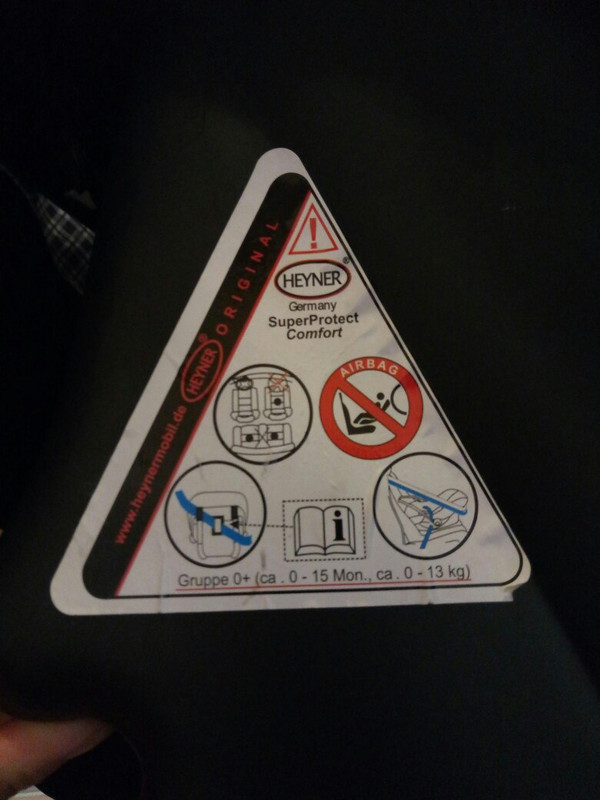 HEYNER®
Germany
SuperProtect
Comfort
www.heynermobil.de HEYNER® ORIGINAL
AIRBAG
i
Gruppe 0+ (ca . 0 - 15 Mon., ca . 0 - 13 kg)